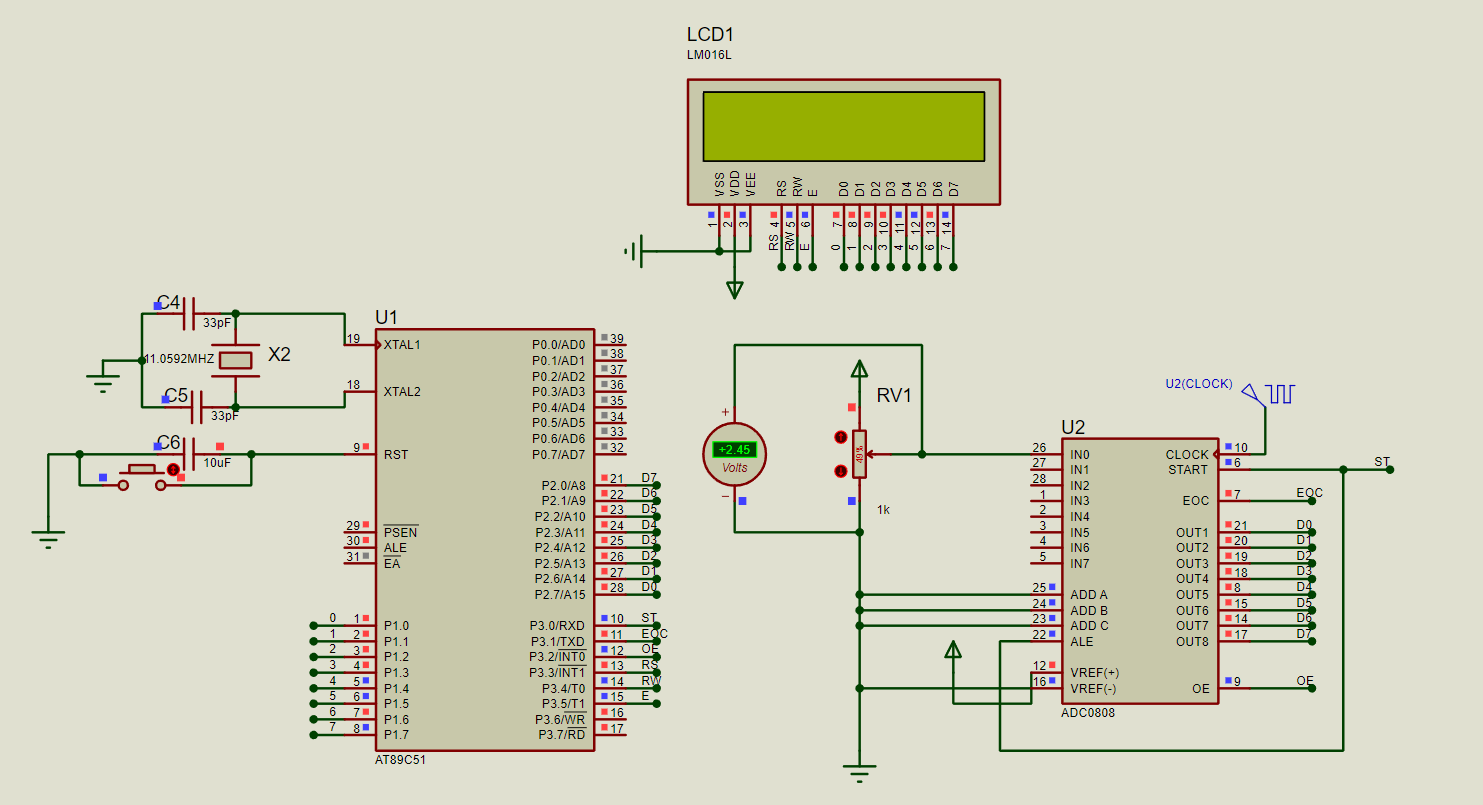 LCD1
LM016L
VSS
VDD
VEE
RS
RW
E
D0
D1
D2
D3
D4
D5
D6
D7
1
2
3
4
5
6
7
8
9
10
11
12
13
14
RS
RW
E
0
1
2
3
4
5
6
7
C4
33pF
11.0592MHZ
X2
C5
33pF
C6
10uF
U1
19 XTAL1
18 XTAL2
9 RST
29 PSEN
30 ALE
31 EA
0 1 P1.0
1 2 P1.1
2 3 P1.2
3 4 P1.3
4 5 P1.4
5 6 P1.5
6 7 P1.6
7 8 P1.7
P0.0/AD0 39
P0.1/AD1 38
P0.2/AD2 37
P0.3/AD3 36
P0.4/AD4 35
P0.5/AD5 34
P0.6/AD6 33
P0.7/AD7 32
P2.0/A8 21 D7
P2.1/A9 22 D6
P2.2/A10 23 D5
P2.3/A11 24 D4
P2.4/A12 25 D3
P2.5/A13 26 D2
P2.6/A14 27 D1
P2.7/A15 28 D0
P3.0/RXD 10 ST
P3.1/TXD 11 EOC
P3.2/INT0 12 OE
P3.3/INT1 13 RS
P3.4/T0 14 RW
P3.5/T1 15 E
P3.6/WR 16
P3.7/RD 17
AT89C51
+
+2.45
Volts
−
RV1
49%
1k
U2(CLOCK)
U2
26 IN0
27 IN1
28 IN2
1 IN3
2 IN4
3 IN5
4 IN6
5 IN7
25 ADD A
24 ADD B
23 ADD C
22 ALE
12 VREF(+)
16 VREF(-)
CLOCK 10
START 6 ST
EOC 7 EOC
OUT1 21 D0
OUT2 20 D1
OUT3 19 D2
OUT4 18 D3
OUT5 8 D4
OUT6 15 D5
OUT7 14 D6
OUT8 17 D7
OE 9 OE
ADC0808